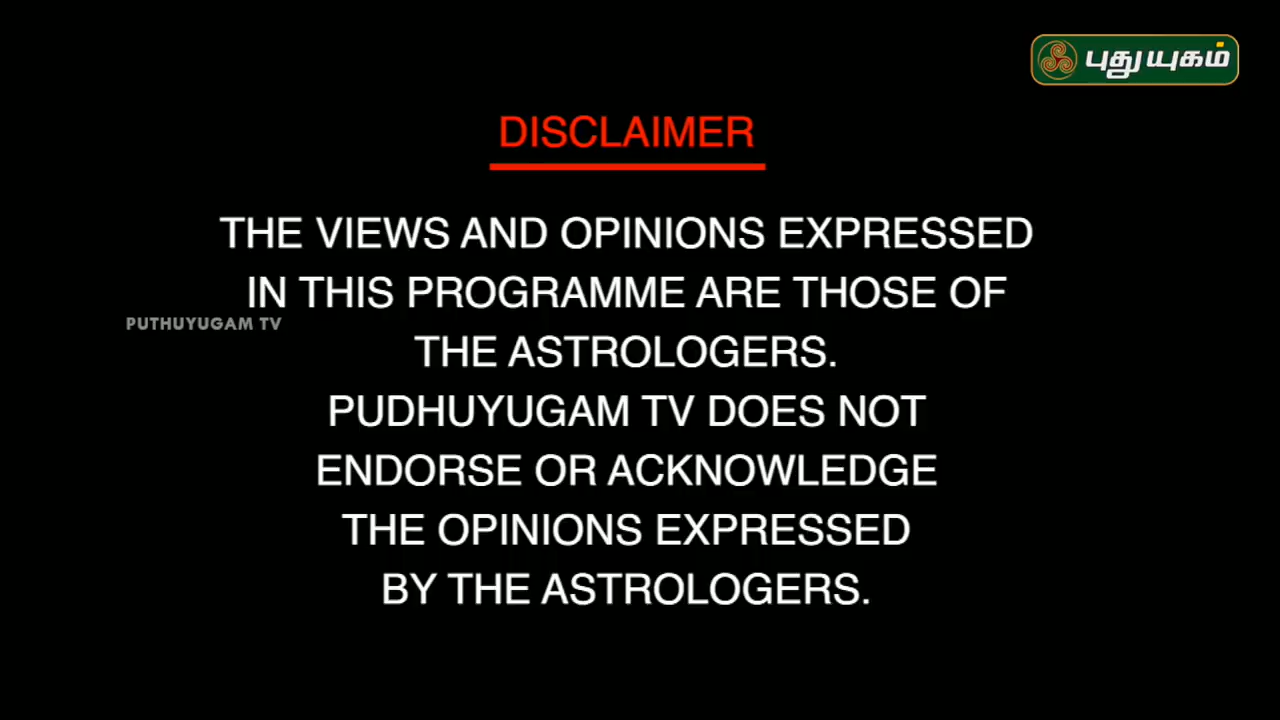 புதுயுகம்
DISCLAIMER
THE VIEWS AND OPINIONS EXPRESSED
IN THIS PROGRAMME ARE THOSE OF
PUTHUYUGAM TV
THE ASTROLOGERS.
PUDHUYUGAM TV DOES NOT
ENDORSE OR ACKNOWLEDGE
THE OPINIONS EXPRESSED
BY THE ASTROLOGERS.